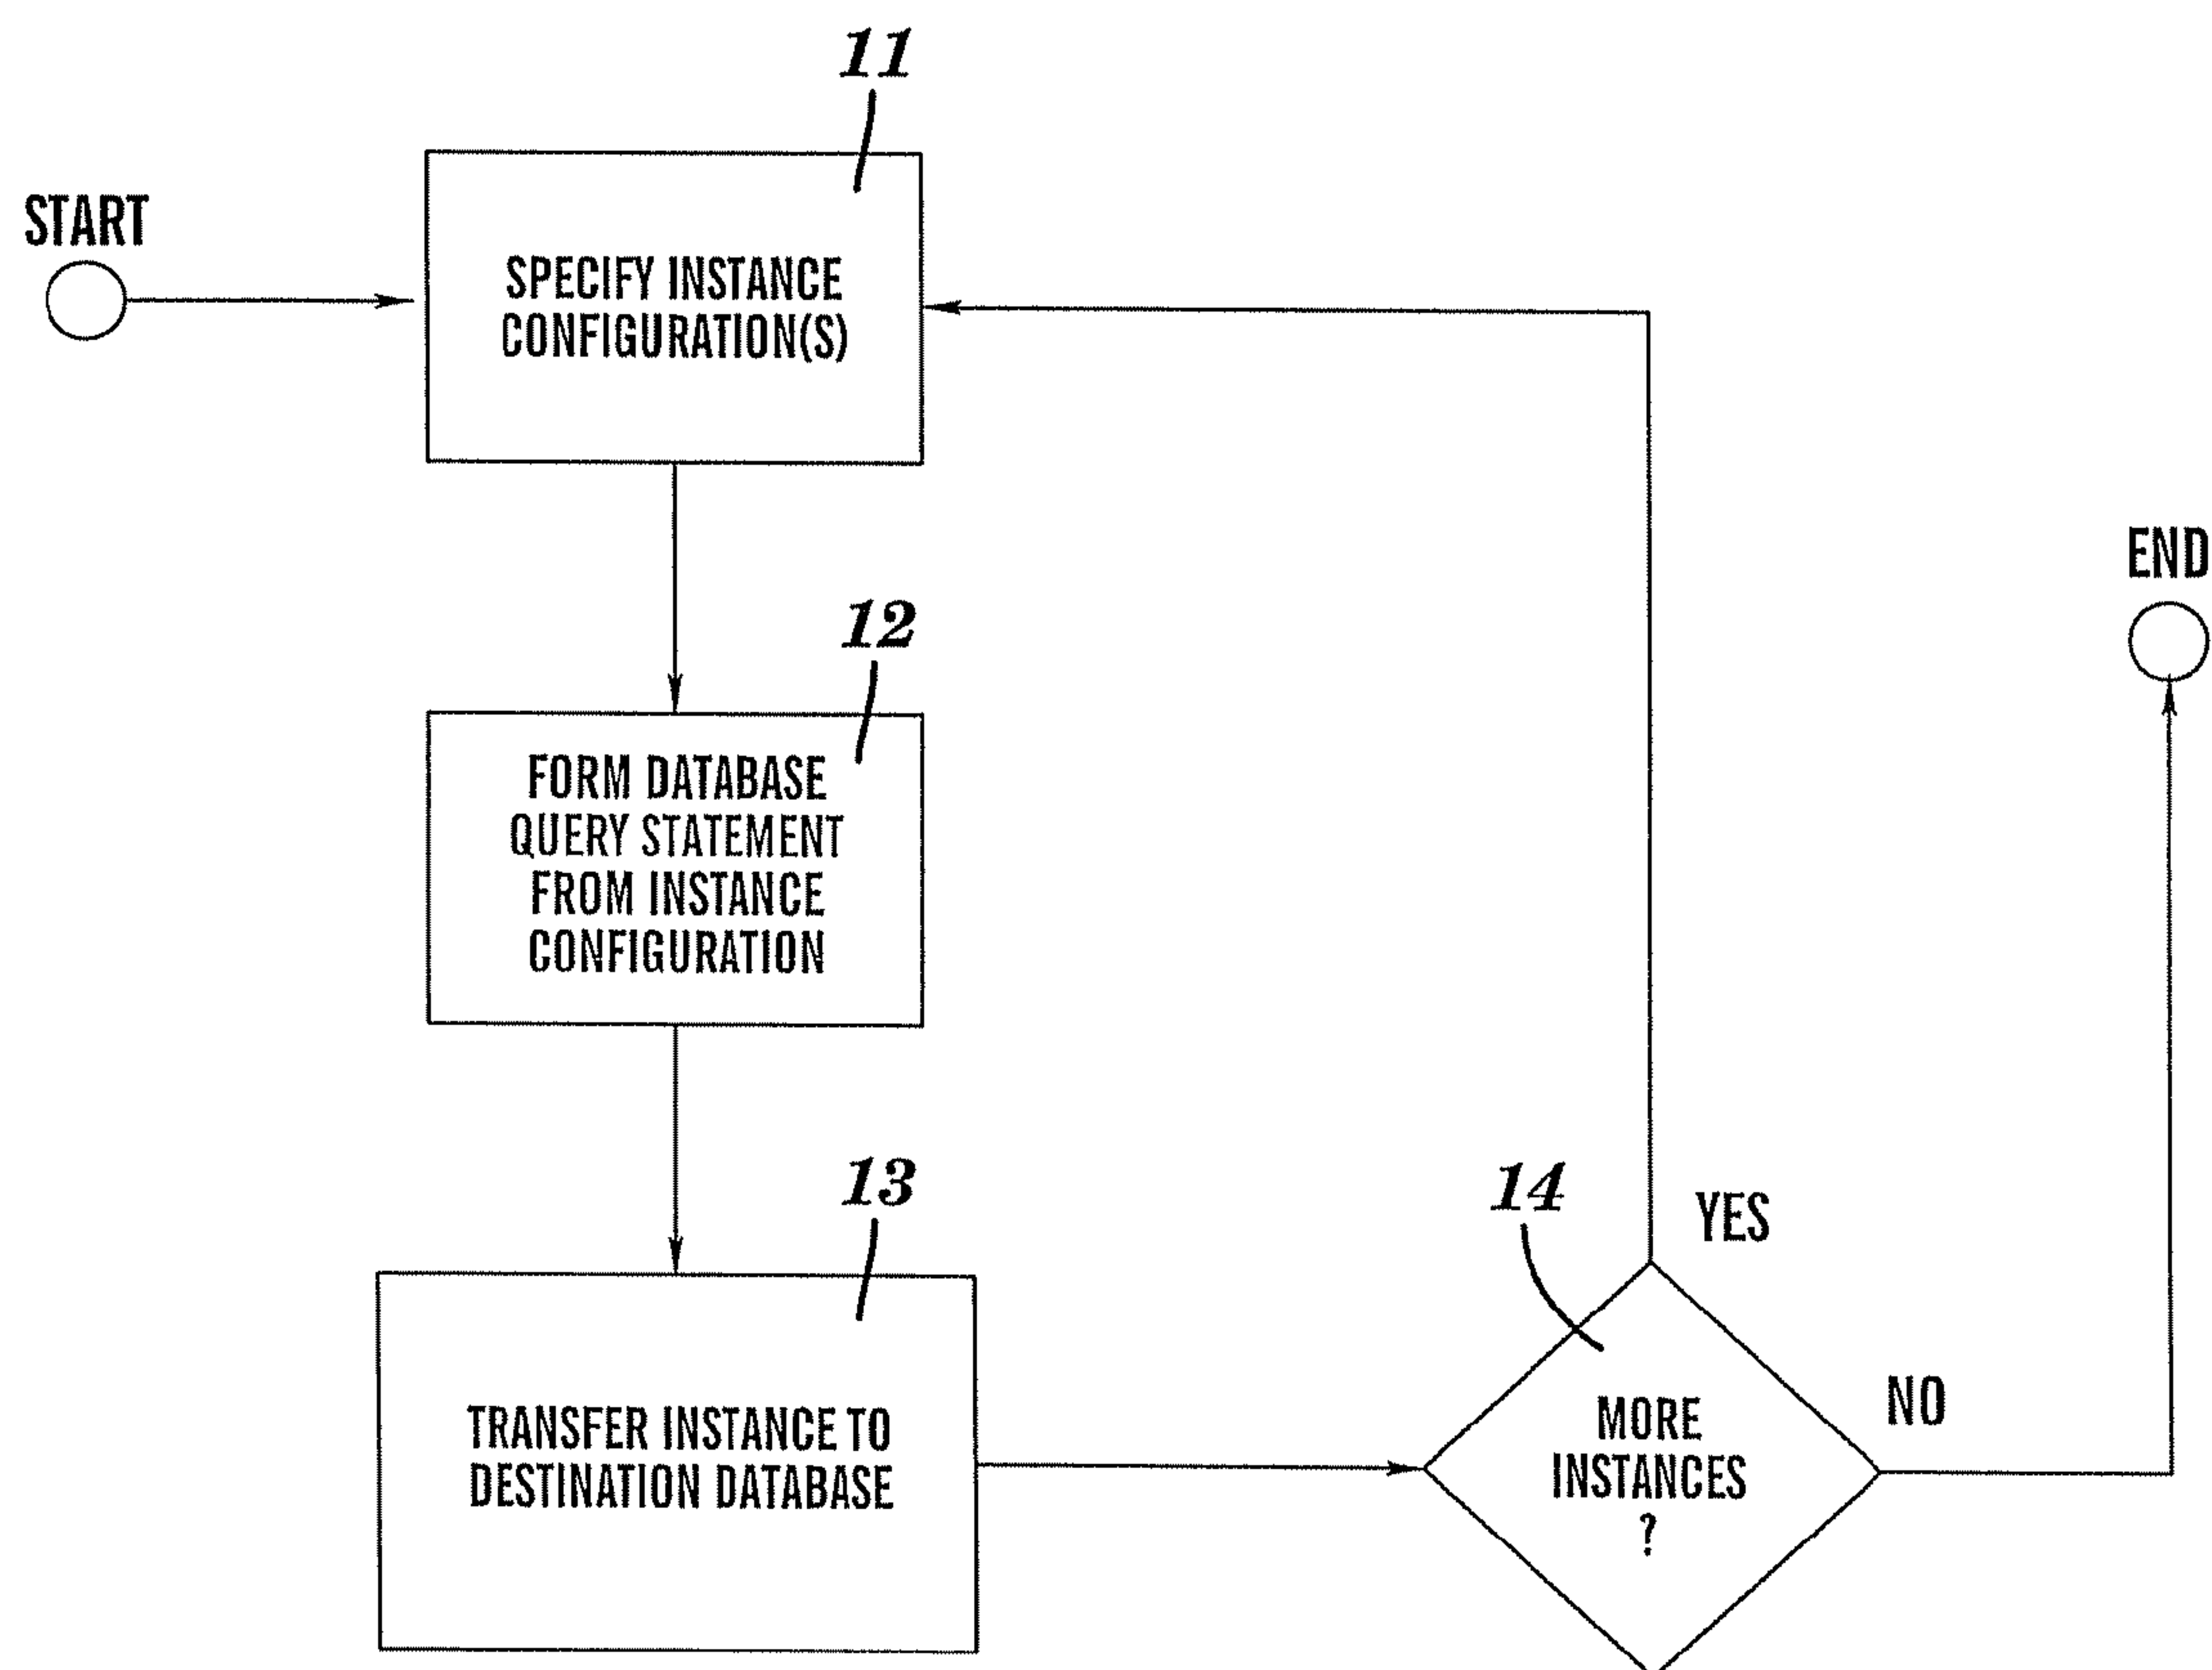 11
START
SPECIFY INSTANCE
CONFIGURATION(S)
12
END
FORM DATABASE
QUERY STATEMENT
FROM INSTANCE
CONFIGURATION
13
14
YES
TRANSFER INSTANCE TO
DESTINATION DATABASE
MORE
INSTANCES
?
NO